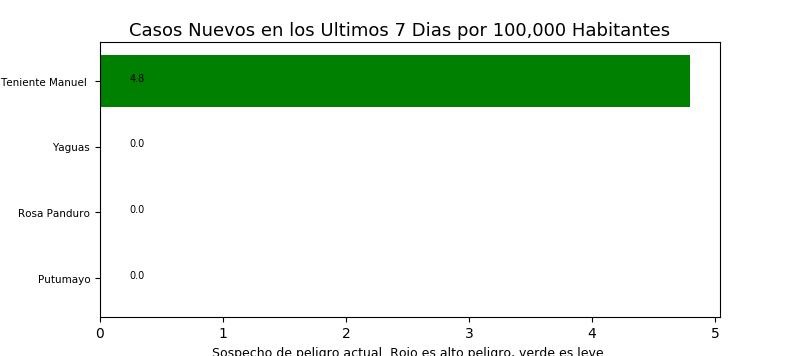 Casos Nuevos en los Ultimos 7 Dias por 100,000 Habitantes
Teniente Manuel
4.8
Yaguas
0.0
Rosa Panduro
0.0
Putumayo
0.0
0 1 2 3 4 5
Sospecho de peligro actual. Rojo es alto peligro, verde es leve